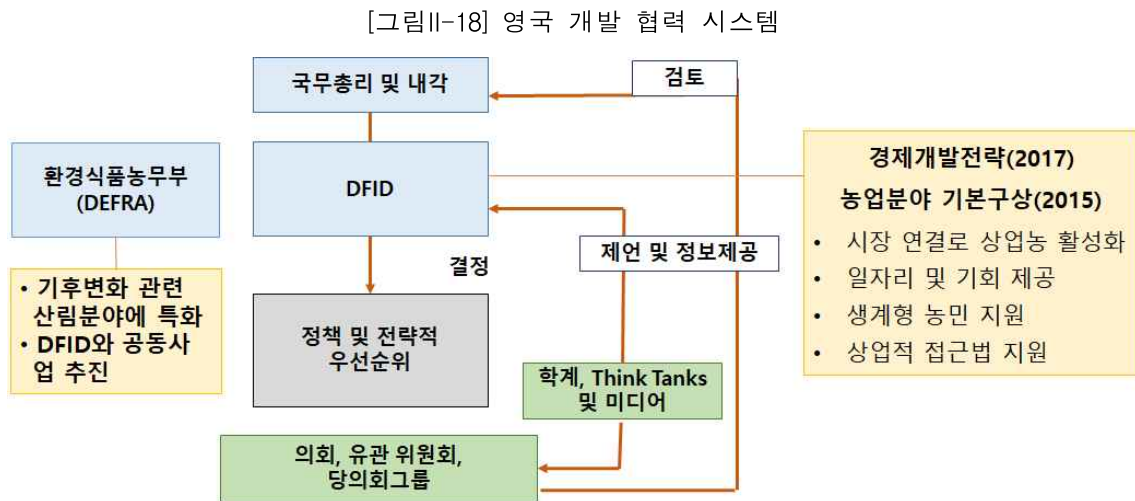 [그림II-18] 영국 개발 협력 시스템
국무총리 및 내각
검토
환경식품농무부
(DEFRA)
DFID
경제개발전략(2017)
농업분야 기본구상(2015)
• 시장 연결로 상업농 활성화
• 일자리 및 기회 제공
• 생계형 농민 지원
• 상업적 접근법 지원
제언 및 정보제공
결정
• 기후변화 관련
산림분야에 특화
• DFID와 공동사
업 추진
정책 및 전략적
우선순위
학계, Think Tanks
및 미디어
의회, 유관 위원회,
당의회그룹